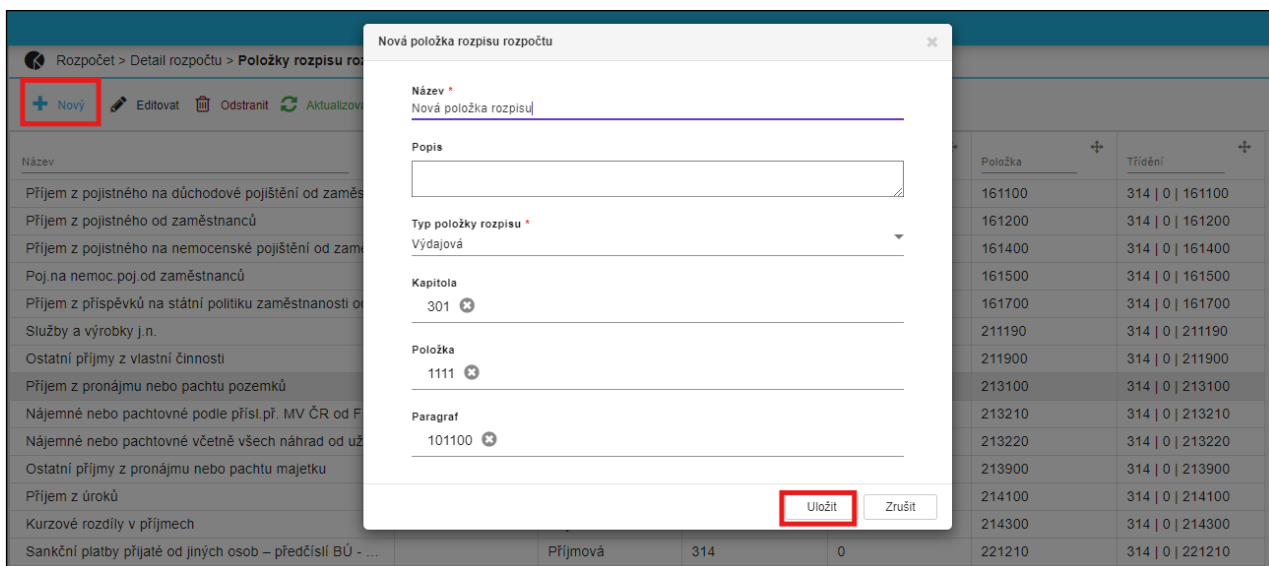 Nová položka rozpisu rozpočtu
Rozpočet > Detail rozpočtu > Položky rozpisu
Nový Editovat Odstranit
Název *
Nová položka rozpisu
Popis
Typ položky rozpisu *
Výdajová
Kapitola
301
Položka
1111
Paragraf
101100
Uložit Zrušit
Název Položka Třídění
Příjem z pojistného na důchodové pojištění od 161100 314 | 0 | 161100
Příjem z pojistného od zaměstnanců 161200 314 | 0 | 161200
Příjem z pojistného na nemocenské pojištění od 161400 314 | 0 | 161400
Poj.na nemoc.poj.od zaměstnanců 161500 314 | 0 | 161500
Příjem z příspěvků na státní politiku zaměstnanosti 161700 314 | 0 | 161700
Služby a výrobky j.n. 211190 314 | 0 | 211190
Ostatní příjmy z vlastní činnosti 211900 314 | 0 | 211900
Příjem z pronájmu nebo pachtu pozemků 213100 314 | 0 | 213100
Nájemné nebo pachtovné podle přísl.př. MV ČR od F 213210 314 | 0 | 213210
Nájemné nebo pachtovné včetně všech náhrad od 213220 314 | 0 | 213220
Ostatní příjmy z pronájmu nebo pachtu majetku 213900 314 | 0 | 213900
Příjem z úroků 214100 314 | 0 | 214100
Kurzové rozdíly v příjmech 214300 314 | 0 | 214300
Sankční platby přijaté od jiných osob – předčíslí BÚ - ... Příjmová 314 0 221210 314 | 0 | 221210